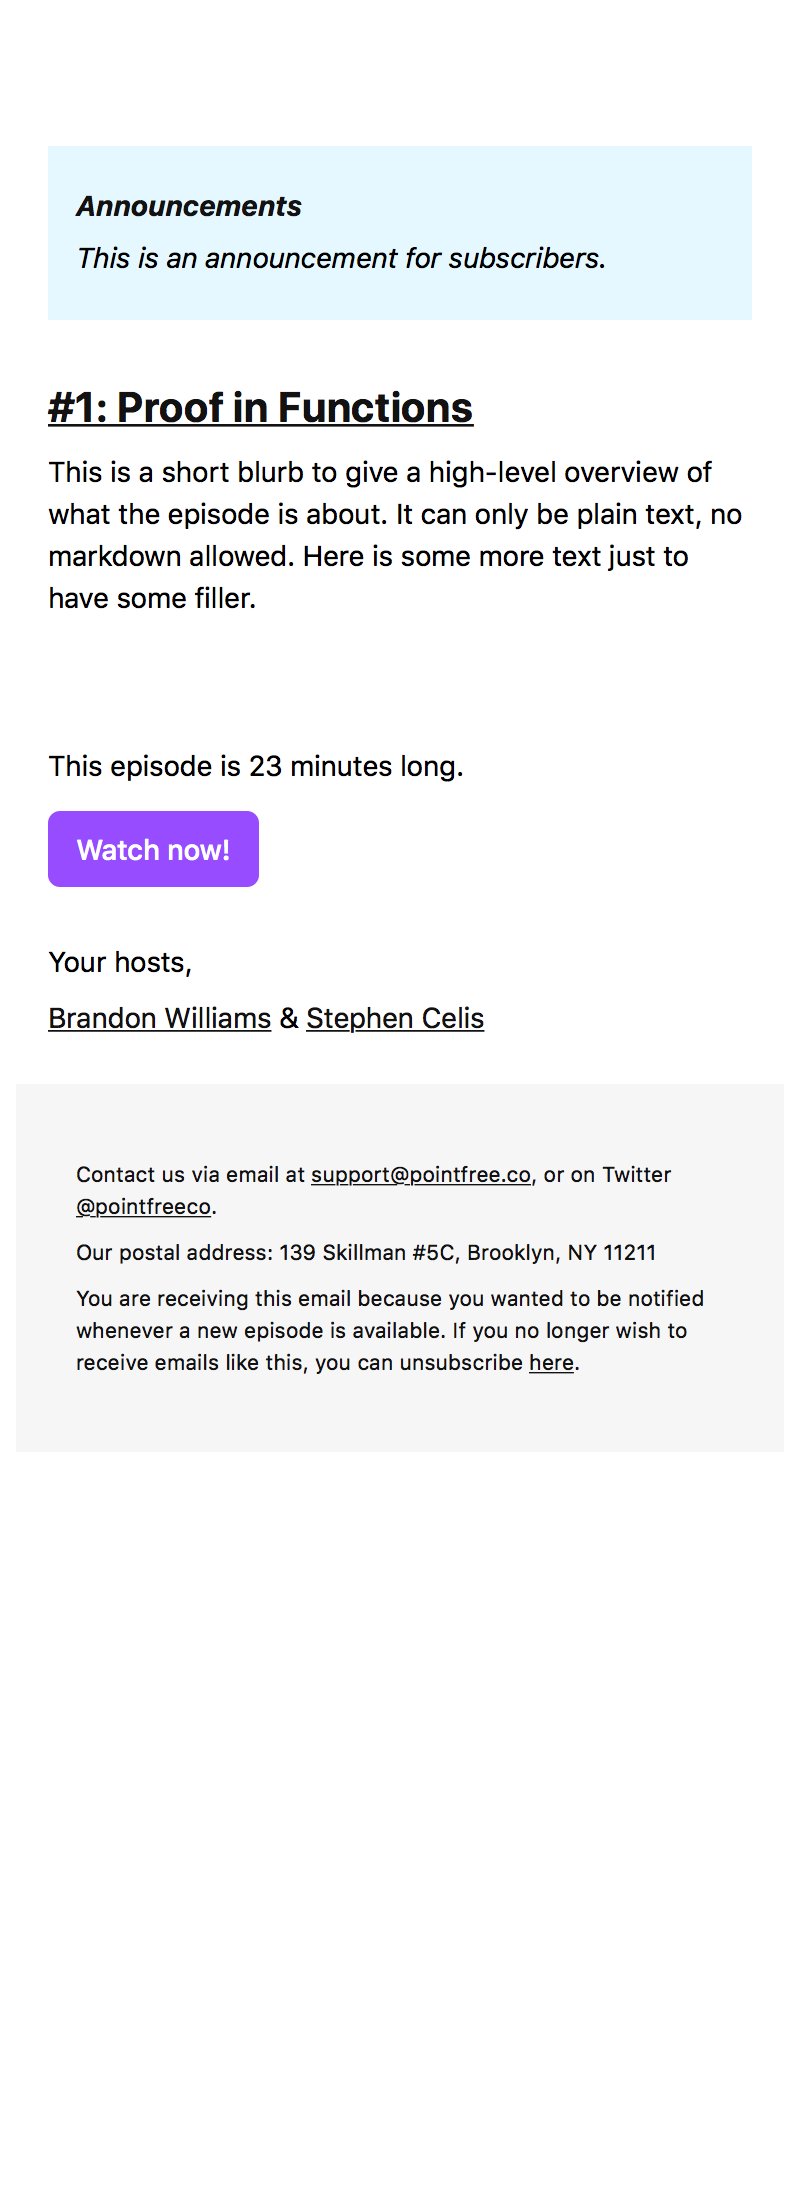 Announcements
This is an announcement for subscribers.
#1: Proof in Functions
This is a short blurb to give a high-level overview of
what the episode is about. It can only be plain text, no
markdown allowed. Here is some more text just to
have some filler.
This episode is 23 minutes long.
Watch now!
Your hosts,
Brandon Williams & Stephen Celis
Contact us via email at support@pointfree.co, or on Twitter
@pointfreeco.
Our postal address: 139 Skillman #5C, Brooklyn, NY 11211
You are receiving this email because you wanted to be notified
whenever a new episode is available. If you no longer wish to
receive emails like this, you can unsubscribe here.